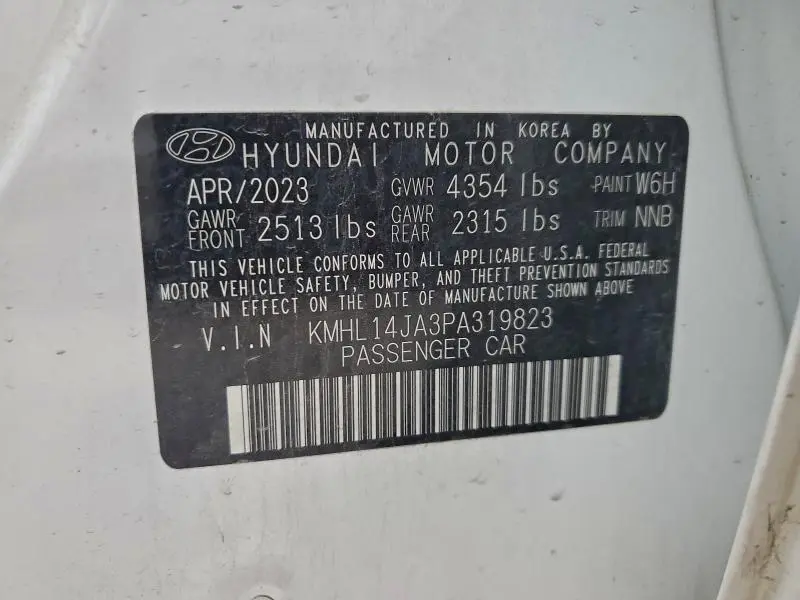 MANUFACTURED IN KOREA BY
HYUNDAI MOTOR COMPANY
APR/2023 GVWR 4354 lbs PAINT W6H
GAWR FRONT 2513 lbs GAWR REAR 2315 lbs TRIM NNB
THIS VEHICLE CONFORMS TO ALL APPLICABLE U.S.A. FEDERAL
MOTOR VEHICLE SAFETY, BUMPER, AND THEFT PREVENTION STANDARDS
IN EFFECT ON THE DATE OF MANUFACTURE SHOWN ABOVE
V.I.N KMHL14JA3PA319823
PASSENGER CAR